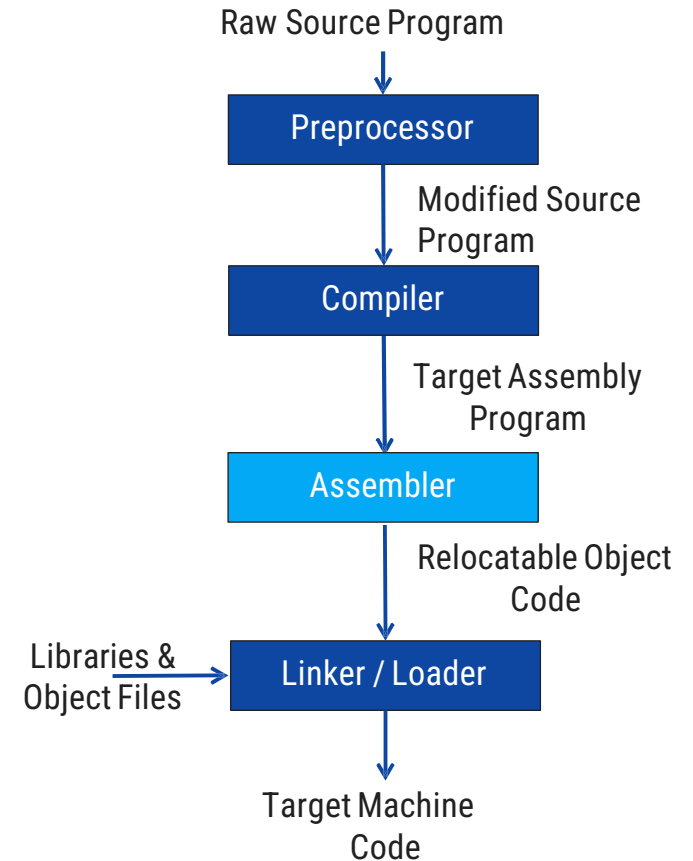 Raw Source Program
Preprocessor
Modified Source
Program
Compiler
Target Assembly
Program
Assembler
Relocatable Object
Code
Libraries &
Object Files
Linker / Loader
Target Machine
Code